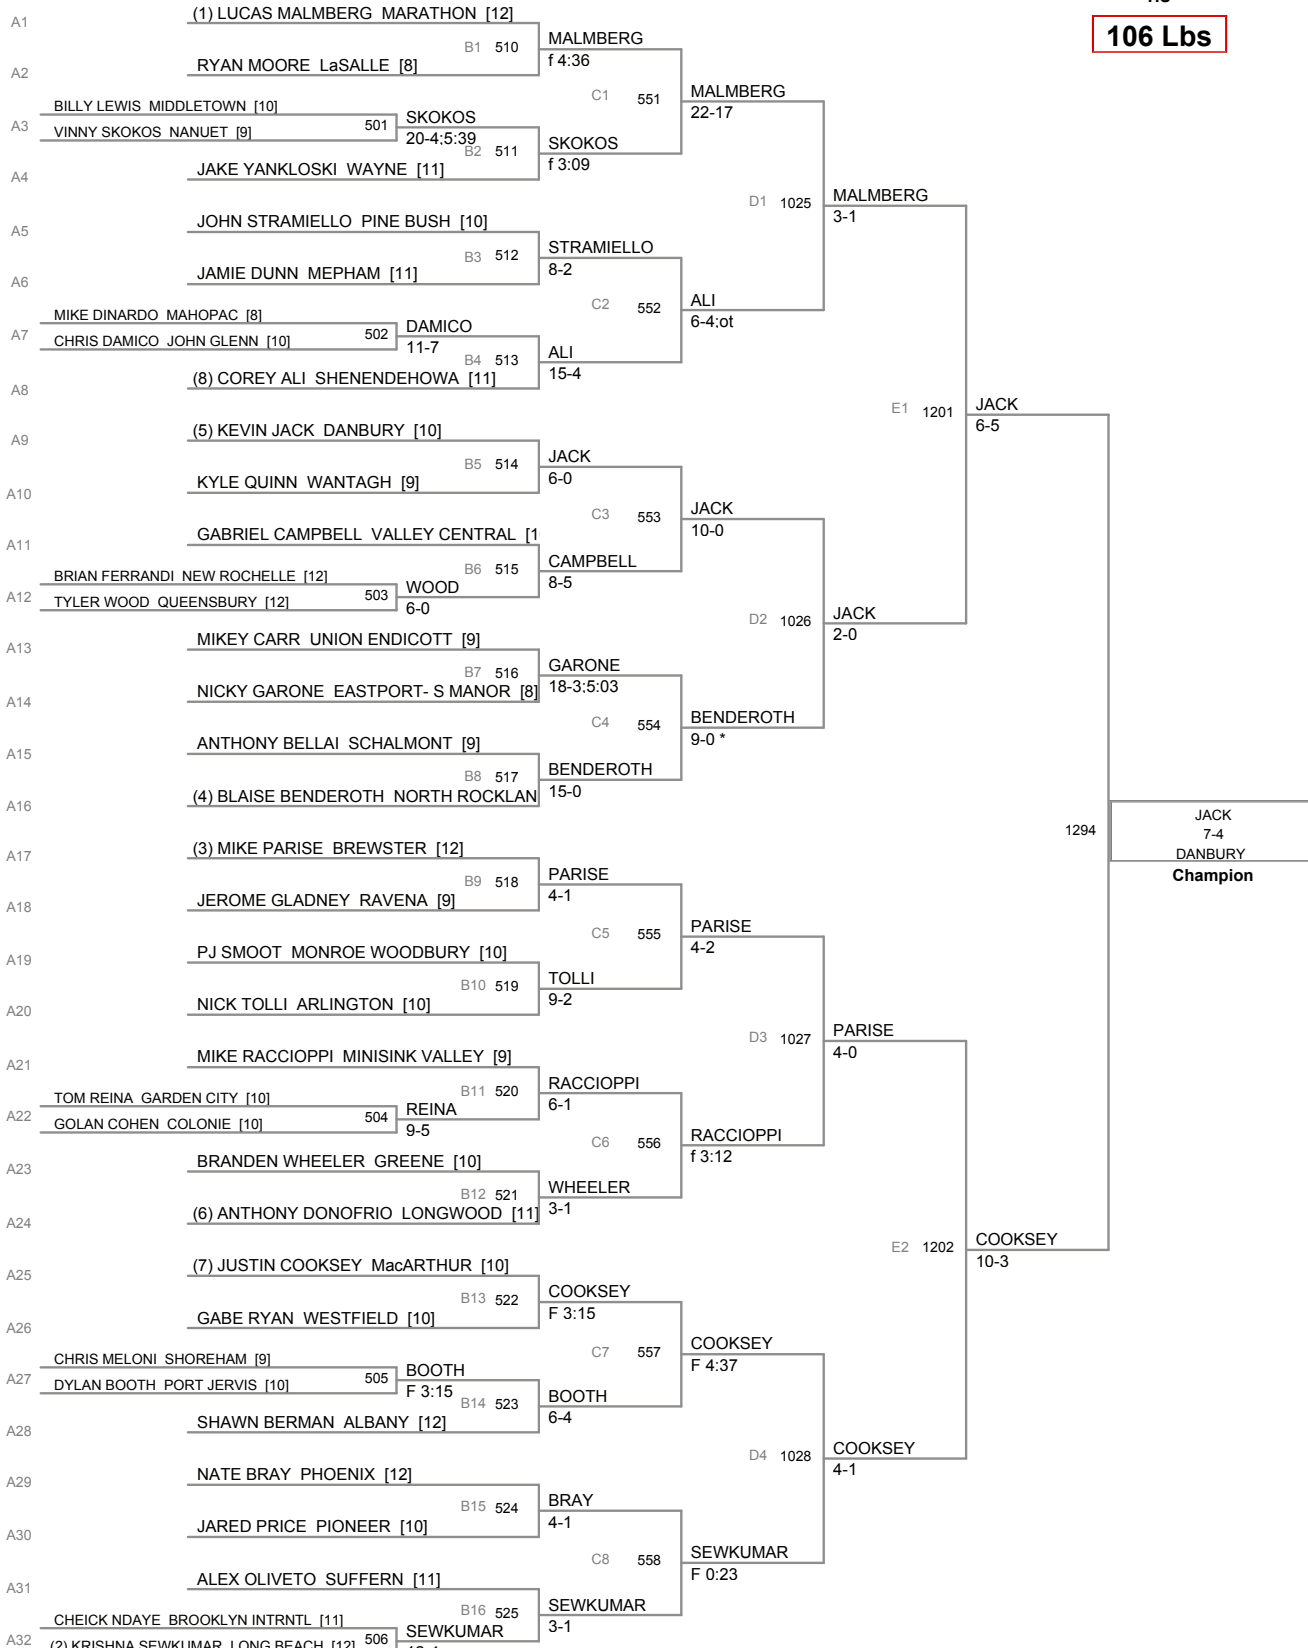 106 Lbs
A1
(1) LUCAS MALMBERG MARATHON [12]
B1 510
MALMBERG
f 4:36
A2
RYAN MOORE LaSALLE [8]
C1 551
MALMBERG
22-17
BILLY LEWIS MIDDLETOWN [10]
A3
501
SKOKOS
20-4;5:39
VINNY SKOKOS NANUET [9]
B2 511
SKOKOS
f 3:09
A4
JAKE YANKLOSKI WAYNE [11]
D1 1025
MALMBERG
3-1
A5
JOHN STRAMIELLO PINE BUSH [10]
B3 512
STRAMIELLO
8-2
A6
JAMIE DUNN MEPHAM [11]
C2 552
ALI
6-4;ot
MIKE DINARDO MAHOPAC [8]
A7
502
DAMICO
11-7
CHRIS DAMICO JOHN GLENN [10]
B4 513
ALI
15-4
A8
(8) COREY ALI SHENENDEHOWA [11]
E1 1201
JACK
6-5
A9
(5) KEVIN JACK DANBURY [10]
B5 514
JACK
6-0
A10
KYLE QUINN WANTAGH [9]
C3 553
JACK
10-0
A11
GABRIEL CAMPBELL VALLEY CENTRAL [1
B6 515
CAMPBELL
8-5
BRIAN FERRANDI NEW ROCHELLE [12]
A12
503
WOOD
6-0
TYLER WOOD QUEENSBURY [12]
D2 1026
JACK
2-0
A13
MIKEY CARR UNION ENDICOTT [9]
B7 516
GARONE
18-3;5:03
A14
NICKY GARONE EASTPORT- S MANOR [8]
C4 554
BENDEROTH
9-0 *
A15
ANTHONY BELLAI SCHALMONT [9]
B8 517
BENDEROTH
15-0
A16
(4) BLAISE BENDEROTH NORTH ROCKLAN
1294
JACK
7-4
DANBURY
Champion
A17
(3) MIKE PARISE BREWSTER [12]
B9 518
PARISE
4-1
A18
JEROME GLADNEY RAVENA [9]
C5 555
PARISE
4-2
A19
PJ SMOOT MONROE WOODBURY [10]
B10 519
TOLLI
9-2
A20
NICK TOLLI ARLINGTON [10]
D3 1027
PARISE
4-0
A21
MIKE RACCIOPPI MINISINK VALLEY [9]
B11 520
RACCIOPPI
6-1
TOM REINA GARDEN CITY [10]
A22
504
REINA
9-5
GOLAN COHEN COLONIE [10]
C6 556
RACCIOPPI
f 3:12
A23
BRANDEN WHEELER GREENE [10]
B12 521
WHEELER
3-1
A24
(6) ANTHONY DONOFRIO LONGWOOD [11]
E2 1202
COOKSEY
10-3
A25
(7) JUSTIN COOKSEY MacARTHUR [10]
B13 522
COOKSEY
F 3:15
A26
GABE RYAN WESTFIELD [10]
C7 557
COOKSEY
F 4:37
CHRIS MELONI SHOREHAM [9]
A27
505
BOOTH
F 3:15
DYLAN BOOTH PORT JERVIS [10]
B14 523
BOOTH
6-4
A28
SHAWN BERMAN ALBANY [12]
D4 1028
COOKSEY
4-1
A29
NATE BRAY PHOENIX [12]
B15 524
BRAY
4-1
A30
JARED PRICE PIONEER [10]
C8 558
SEWKUMAR
F 0:23
A31
ALEX OLIVETO SUFFERN [11]
B16 525
SEWKUMAR
3-1
CHEICK NDAYE BROOKLYN INTRNTL [11]
A32
506
SEWKUMAR
(2) KRISHNA SEWKUMAR LONG BEACH [12]